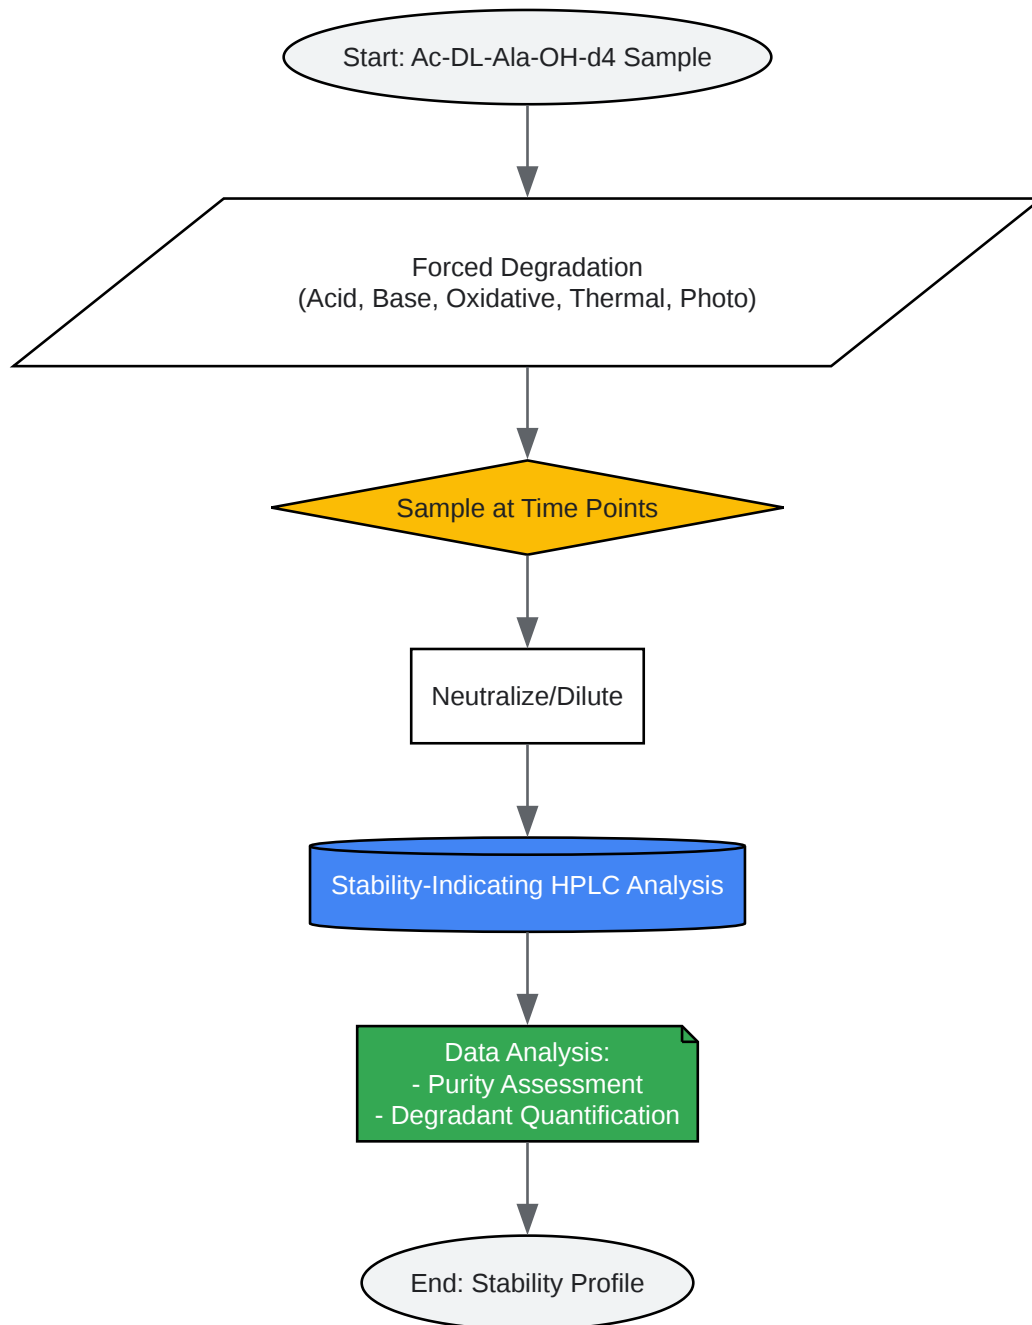 Start: Ac-DL-Ala-OH-d4 Sample
Forced Degradation
(Acid, Base, Oxidative, Thermal, Photo)
Sample at Time Points
Neutralize/Dilute
Stability-Indicating HPLC Analysis
Data Analysis:
- Purity Assessment
- Degradant Quantification
End: Stability Profile